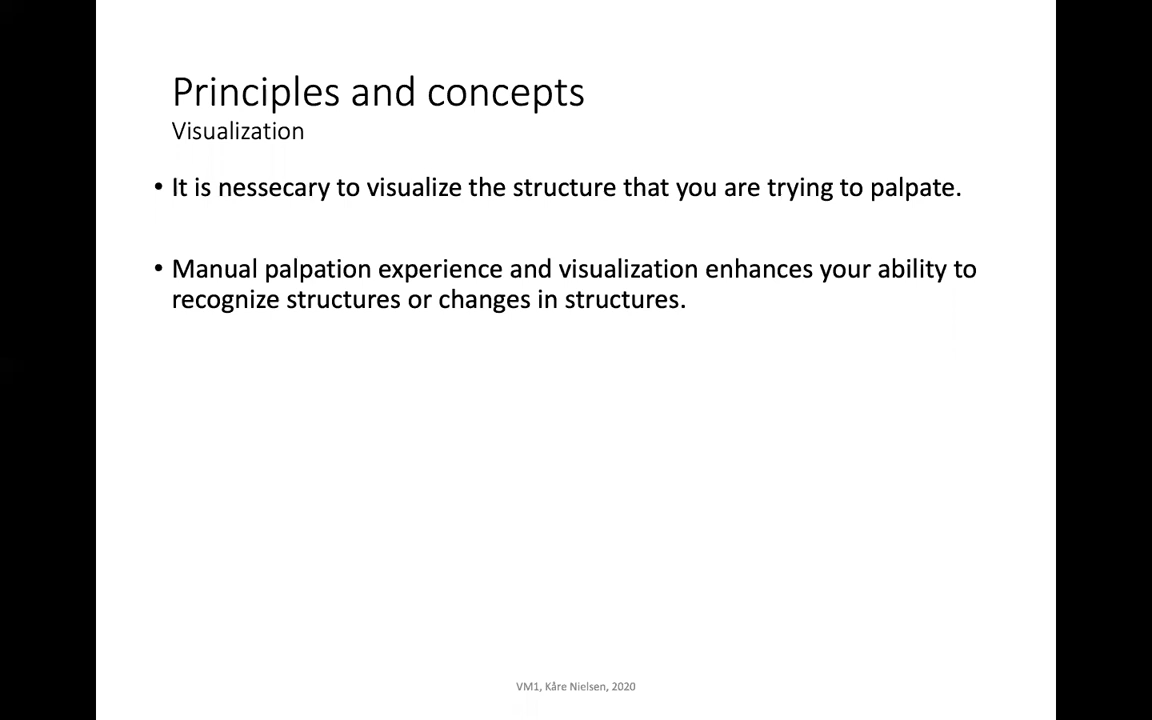 Principles and concepts
Visualization
• It is nessecary to visualize the structure that you are trying to palpate.
• Manual palpation experience and visualization enhances your ability to
recognize structures or changes in structures.
VM1, Kåre Nielsen, 2020